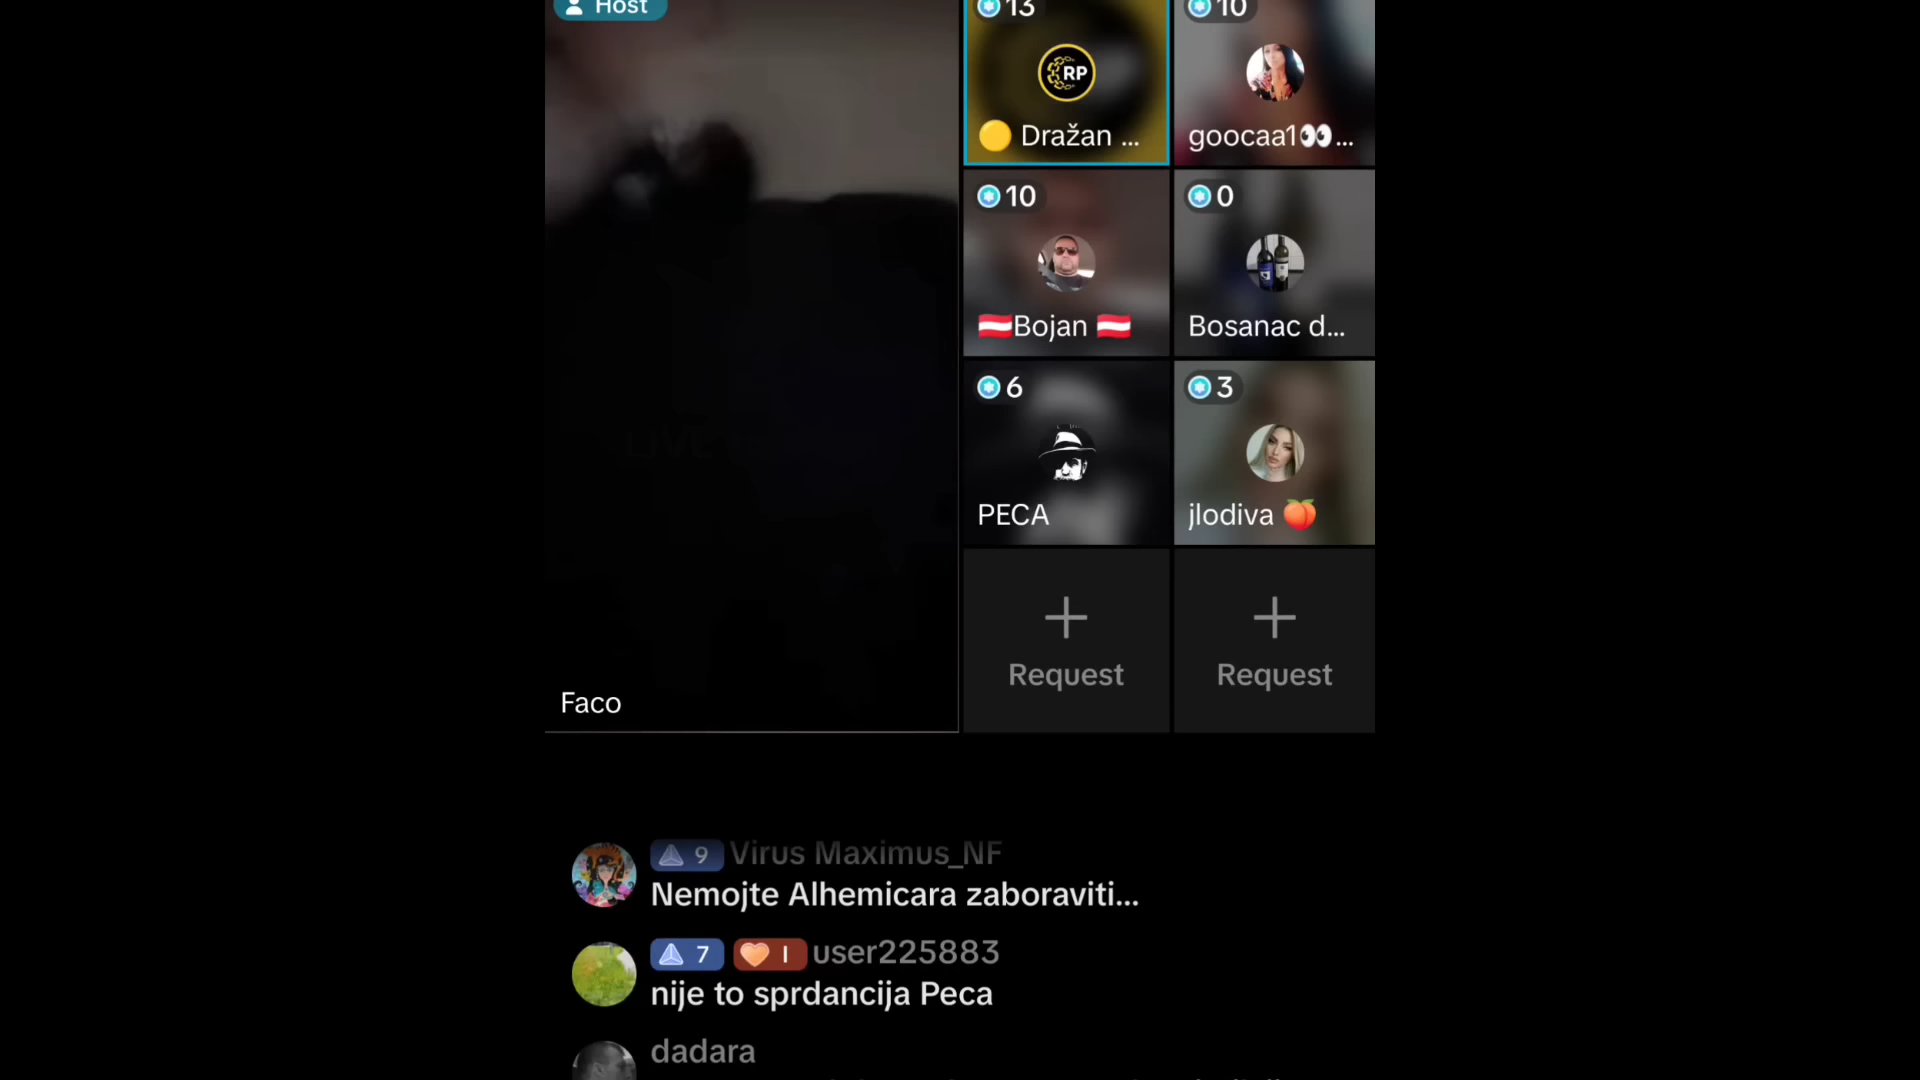 Host
13
10
RP
🟡 Dražan ...
goocaa1👀...
10
0
🇦🇹Bojan 🇦🇹
Bosanac d...
6
3
LIVE
PECA
jlodiva 🍑
+
+
Request
Request
Faco
9 Virus Maximus_NF
Nemojte Alhemicara zaboraviti...
7 I user225883
nije to sprdancija Peca
dadara